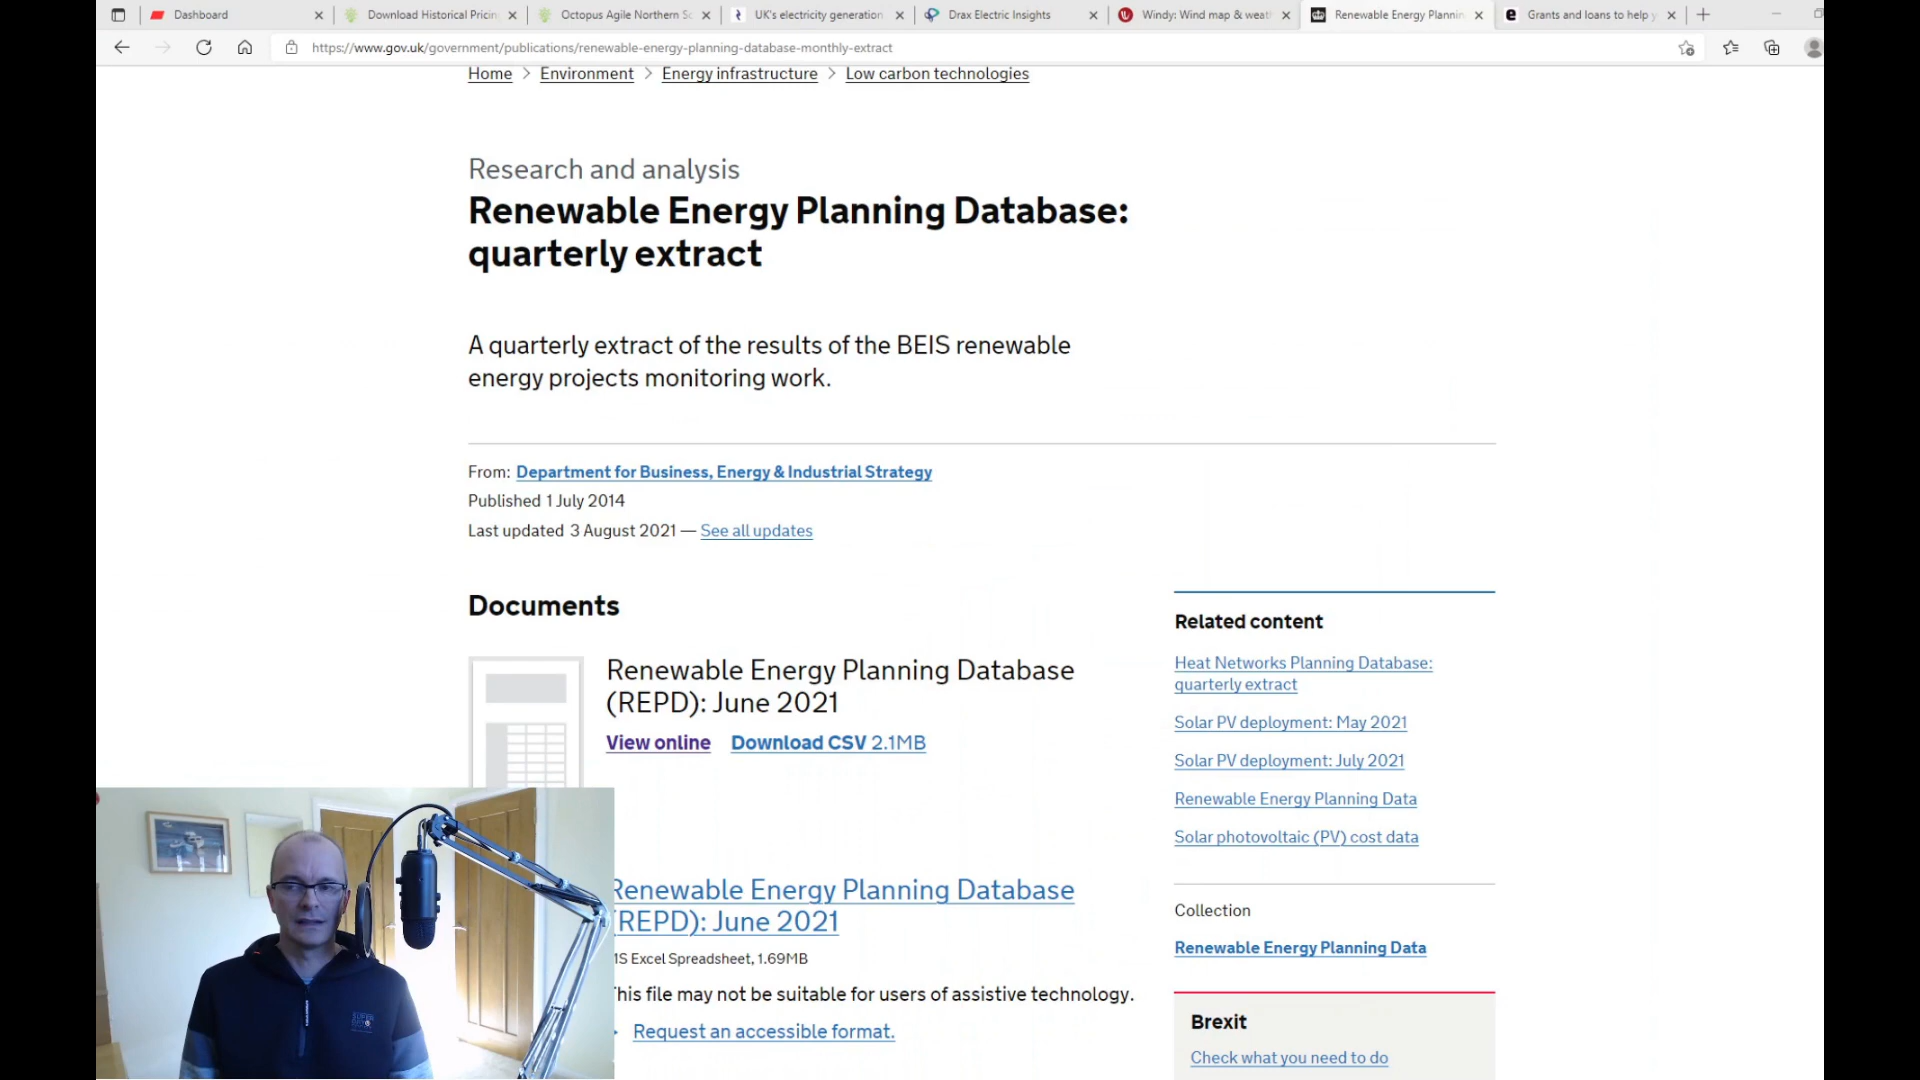 Dashboard
Download Historical Pricin
Octopus Agile Northern Sc
UK's electricity generation
Drax Electric Insights
Windy: Wind map & weat
Renewable Energy Plannin
Grants and loans to help y
https://www.gov.uk/government/publications/renewable-energy-planning-database-monthly-extract
Home > Environment > Energy infrastructure > Low carbon technologies
Research and analysis
Renewable Energy Planning Database:
quarterly extract
A quarterly extract of the results of the BEIS renewable
energy projects monitoring work.
From: Department for Business, Energy & Industrial Strategy
Published 1 July 2014
Last updated 3 August 2021 — See all updates
Documents
Renewable Energy Planning Database
(REPD): June 2021
View online Download CSV 2.1MB
Renewable Energy Planning Database
(REPD): June 2021
MS Excel Spreadsheet, 1.69MB
This file may not be suitable for users of assistive technology.
Request an accessible format.
Related content
Heat Networks Planning Database:
quarterly extract
Solar PV deployment: May 2021
Solar PV deployment: July 2021
Renewable Energy Planning Data
Solar photovoltaic (PV) cost data
Collection
Renewable Energy Planning Data
Brexit
Check what you need to do